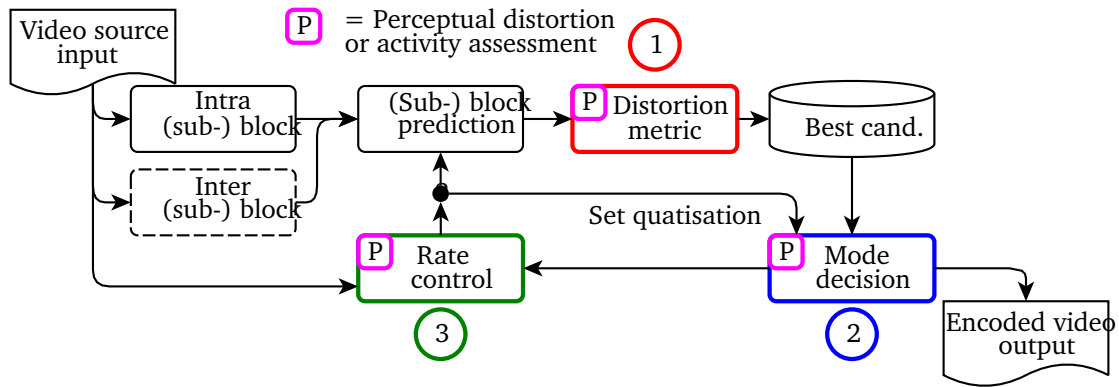 Video source
input
P
= Perceptual distortion
or activity assessment
1
Intra
(sub-) block
(Sub-) block
prediction
P
Distortion
metric
Best cand.
Inter
(sub-) block
Set quatisation
P
Rate
control
P
Mode
decision
3
2
Encoded video
output